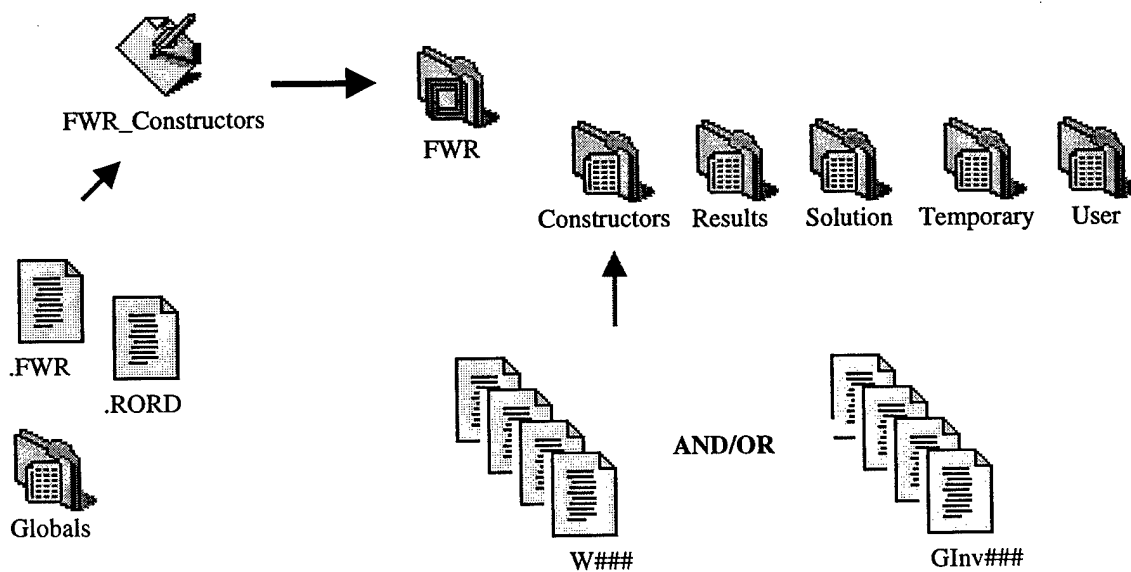 FWR_Constructors
FWR
Constructors Results Solution Temporary User
.FWR
.RORD
AND/OR
Globals
W###
GInv###